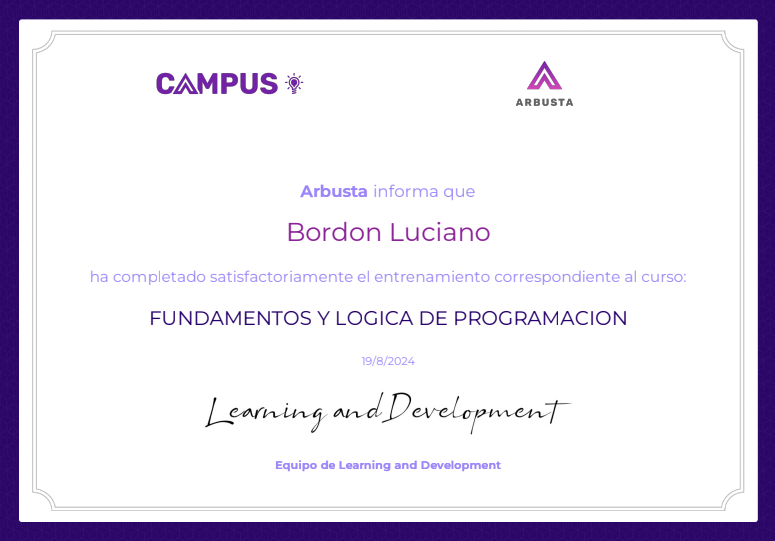 CAMPUS
ARBUSTA
Arbusta informa que
Bordon Luciano
ha completado satisfactoriamente el entrenamiento correspondiente al curso:
FUNDAMENTOS Y LOGICA DE PROGRAMACION
19/8/2024
Learning and Development
Equipo de Learning and Development